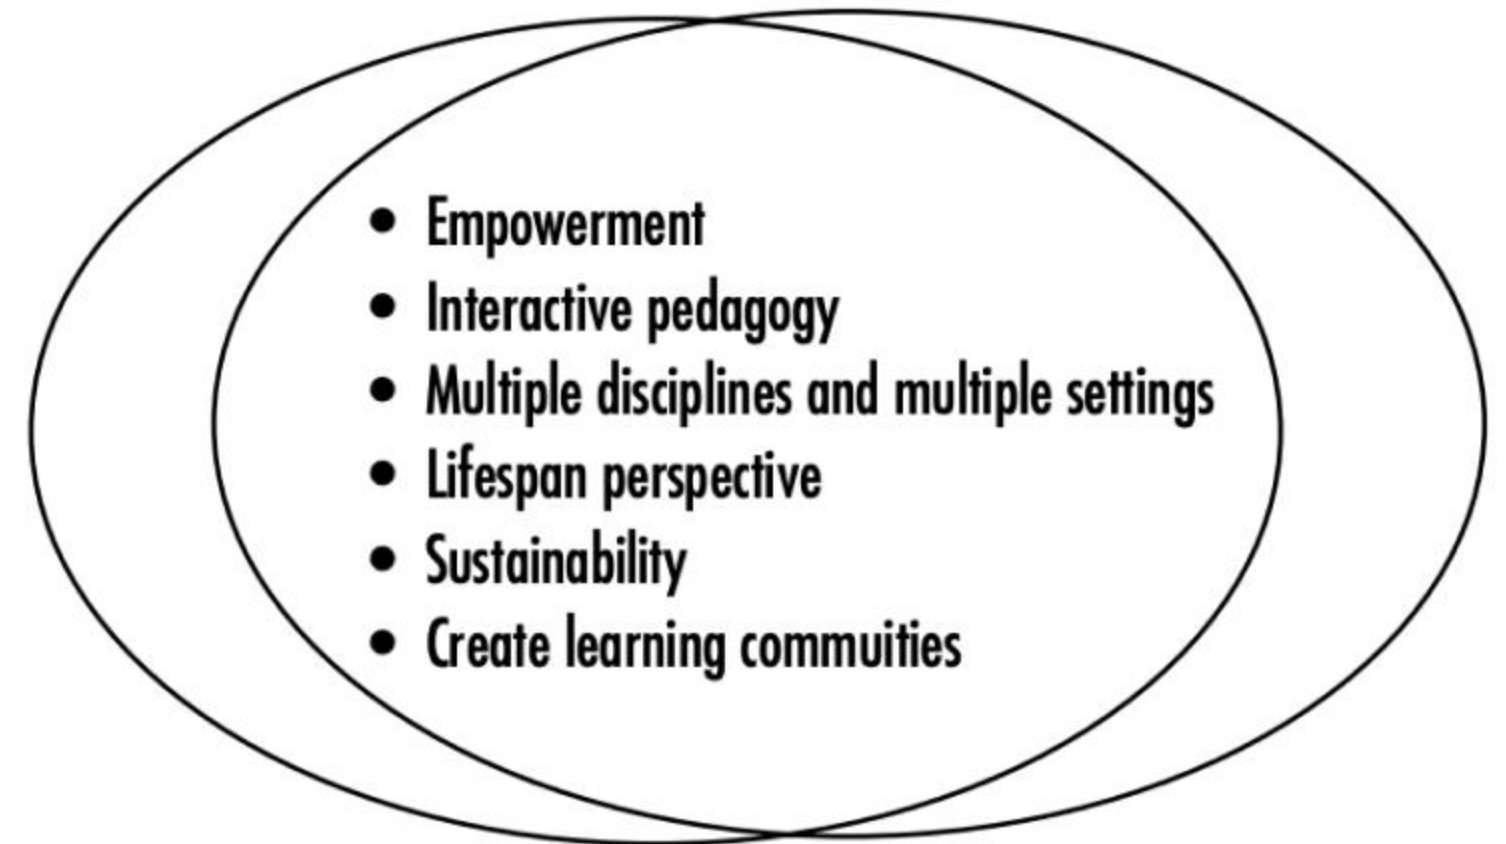 • Empowerment
• Interactive pedagogy
• Multiple disciplines and multiple settings
• Lifespan perspective
• Sustainability
• Create learning commuities